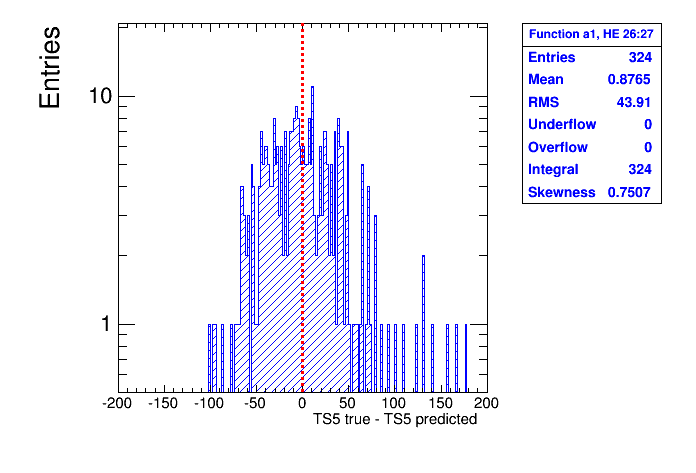 Entries
10
1
-200 -150 -100 -50 0 50 100 150 200
TS5 true - TS5 predicted
Function a1, HE 26:27
Entries 324
Mean 0.8765
RMS 43.91
Underflow 0
Overflow 0
Integral 324
Skewness 0.7507